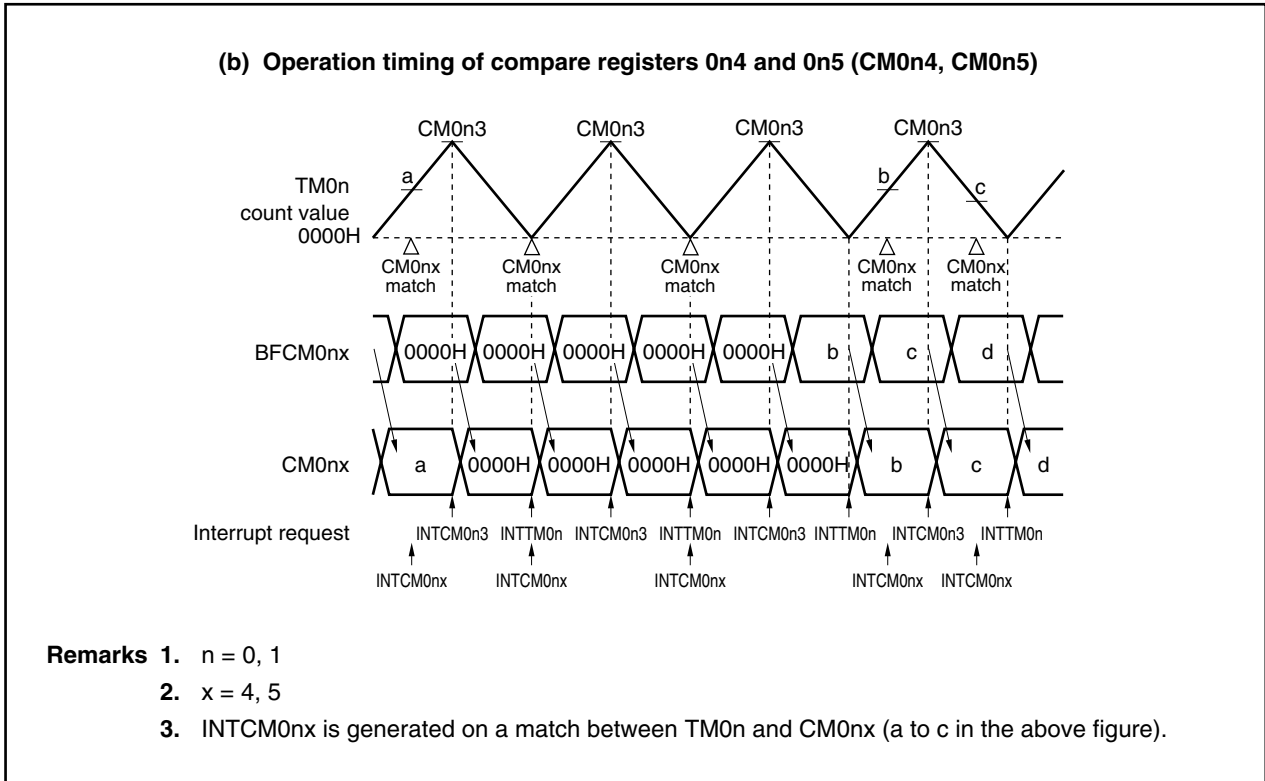 (b) Operation timing of compare registers 0n4 and 0n5 (CM0n4, CM0n5)
CM0n3 CM0n3 CM0n3 CM0n3
a b c
TM0n
count value
0000H
CM0nx match CM0nx match CM0nx match CM0nx match CM0nx match
BFCM0nx 0000H 0000H 0000H 0000H 0000H b c d
CM0nx a 0000H 0000H 0000H 0000H 0000H b c d
Interrupt request INTCM0n3 INTTM0n INTCM0n3 INTTM0n INTCM0n3 INTTM0n INTCM0n3 INTTM0n
INTCM0nx INTCM0nx INTCM0nx INTCM0nx INTCM0nx
Remarks 1. n = 0, 1
2. x = 4, 5
3. INTCM0nx is generated on a match between TM0n and CM0nx (a to c in the above figure).